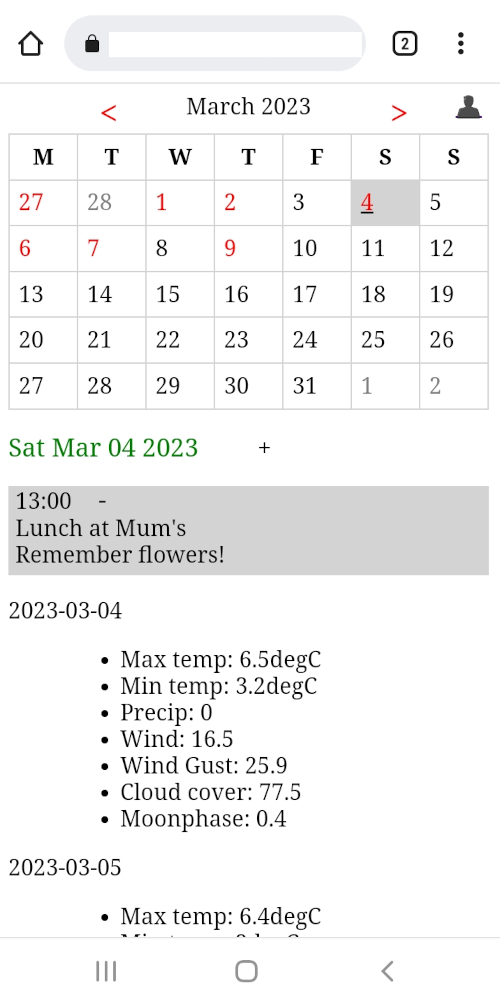 2
< March 2023 >
M T W T F S S
27 28 1 2 3 4 5
6 7 8 9 10 11 12
13 14 15 16 17 18 19
20 21 22 23 24 25 26
27 28 29 30 31 1 2
Sat Mar 04 2023 +
13:00 -
Lunch at Mum's
Remember flowers!
2023-03-04
• Max temp: 6.5degC
• Min temp: 3.2degC
• Precip: 0
• Wind: 16.5
• Wind Gust: 25.9
• Cloud cover: 77.5
• Moonphase: 0.4
2023-03-05
• Max temp: 6.4degC